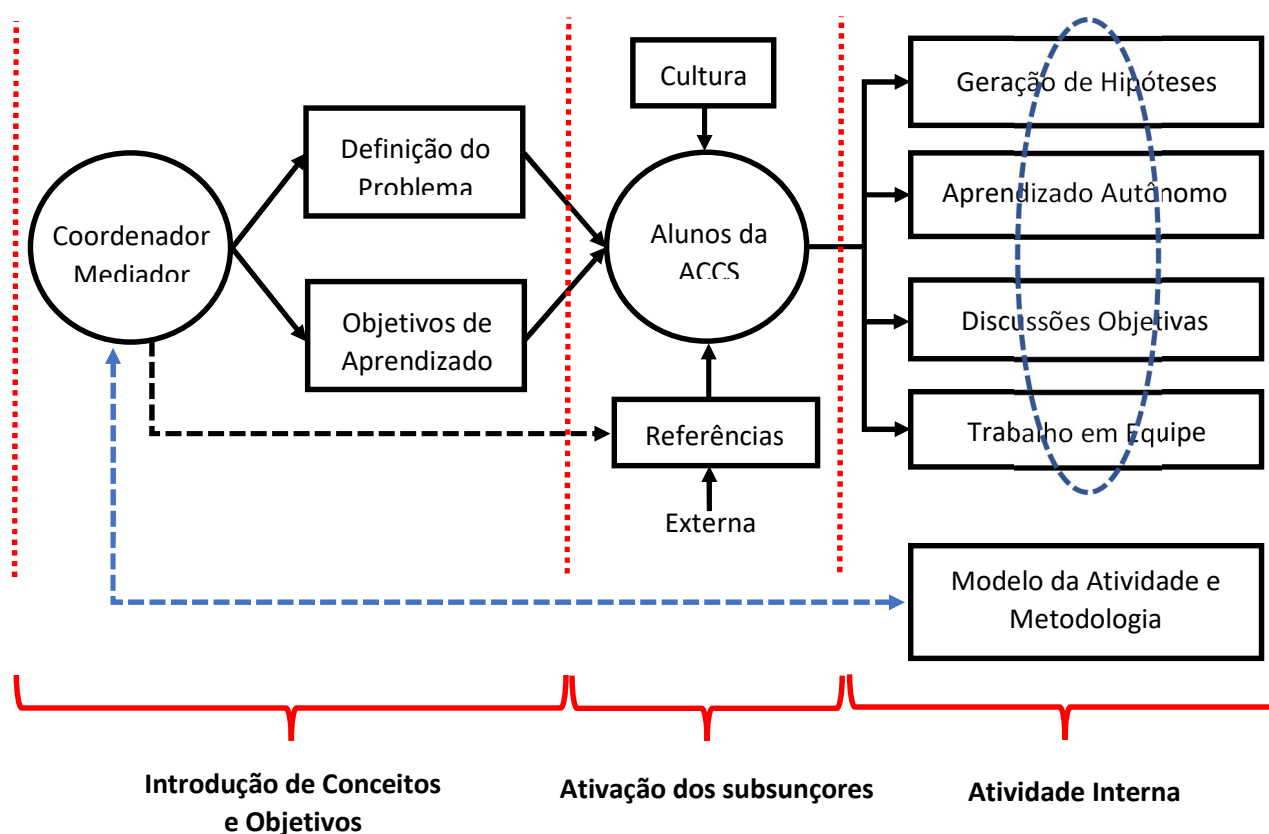 Cultura
Geração de Hipóteses
Definição do
Problema
Aprendizado Autônomo
Coordenador
Mediador
Alunos da
ACCS
Objetivos de
Aprendizado
Discussões Objetivas
Referências
Trabalho em Equipe
Externa
Modelo da Atividade e
Metodologia
Introdução de Conceitos
e Objetivos
Ativação dos subsunçores
Atividade Interna